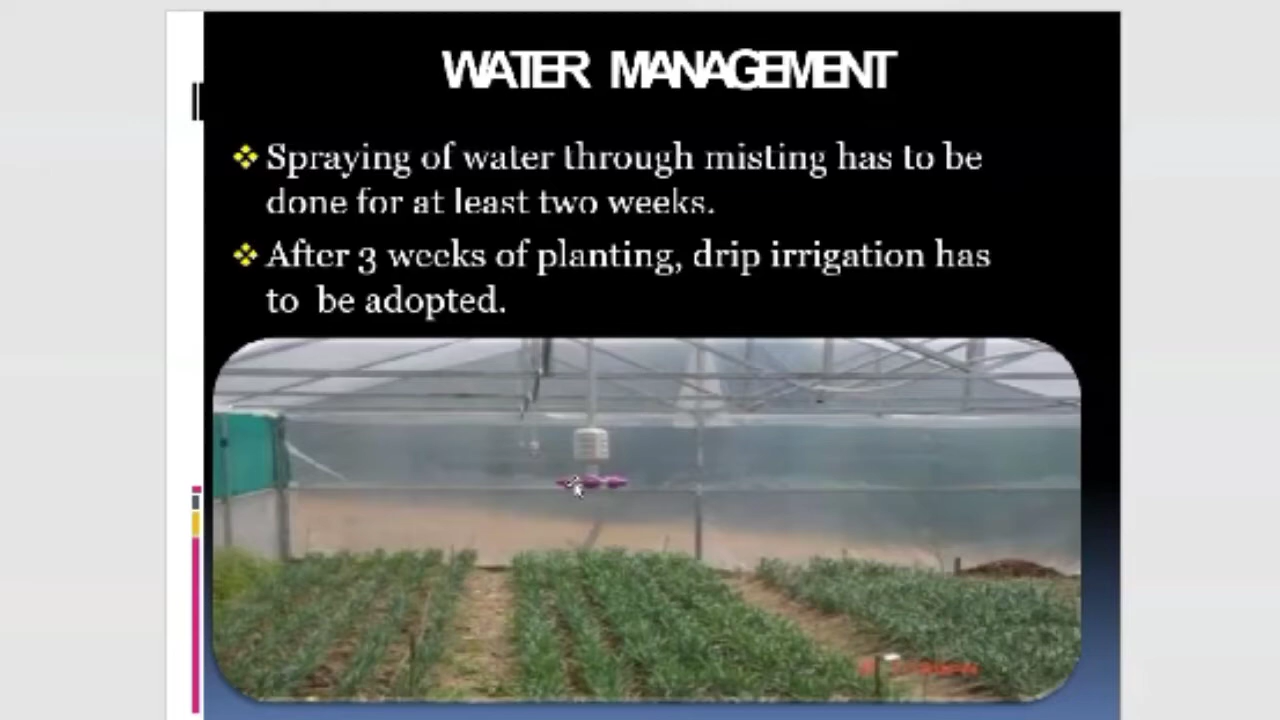 WATER MANAGEMENT
❖ Spraying of water through misting has to be
done for at least two weeks.
❖ After 3 weeks of planting, drip irrigation has
to be adopted.